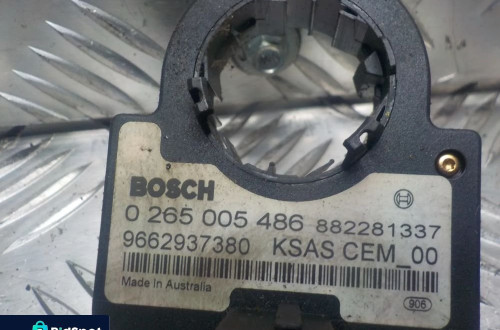 BOSCH
0 265 005 486 882281337
9662937380 KSAS CEM_00
Made In Australia
906